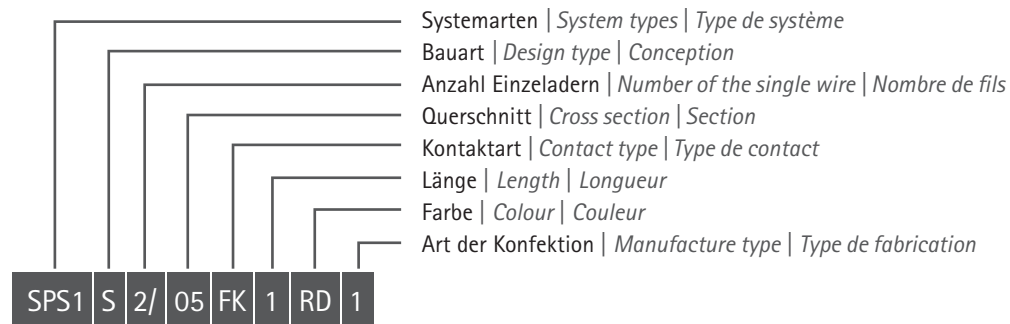 Systemarten | System types | Type de système
Bauart | Design type | Conception
Anzahl Einzeladern | Number of the single wire | Nombre de fils
Querschnitt | Cross section | Section
Kontaktart | Contact type | Type de contact
Länge | Length | Longueur
Farbe | Colour | Couleur
Art der Konfektion | Manufacture type | Type de fabrication
SPS1 S 2/ 05 FK 1 RD 1